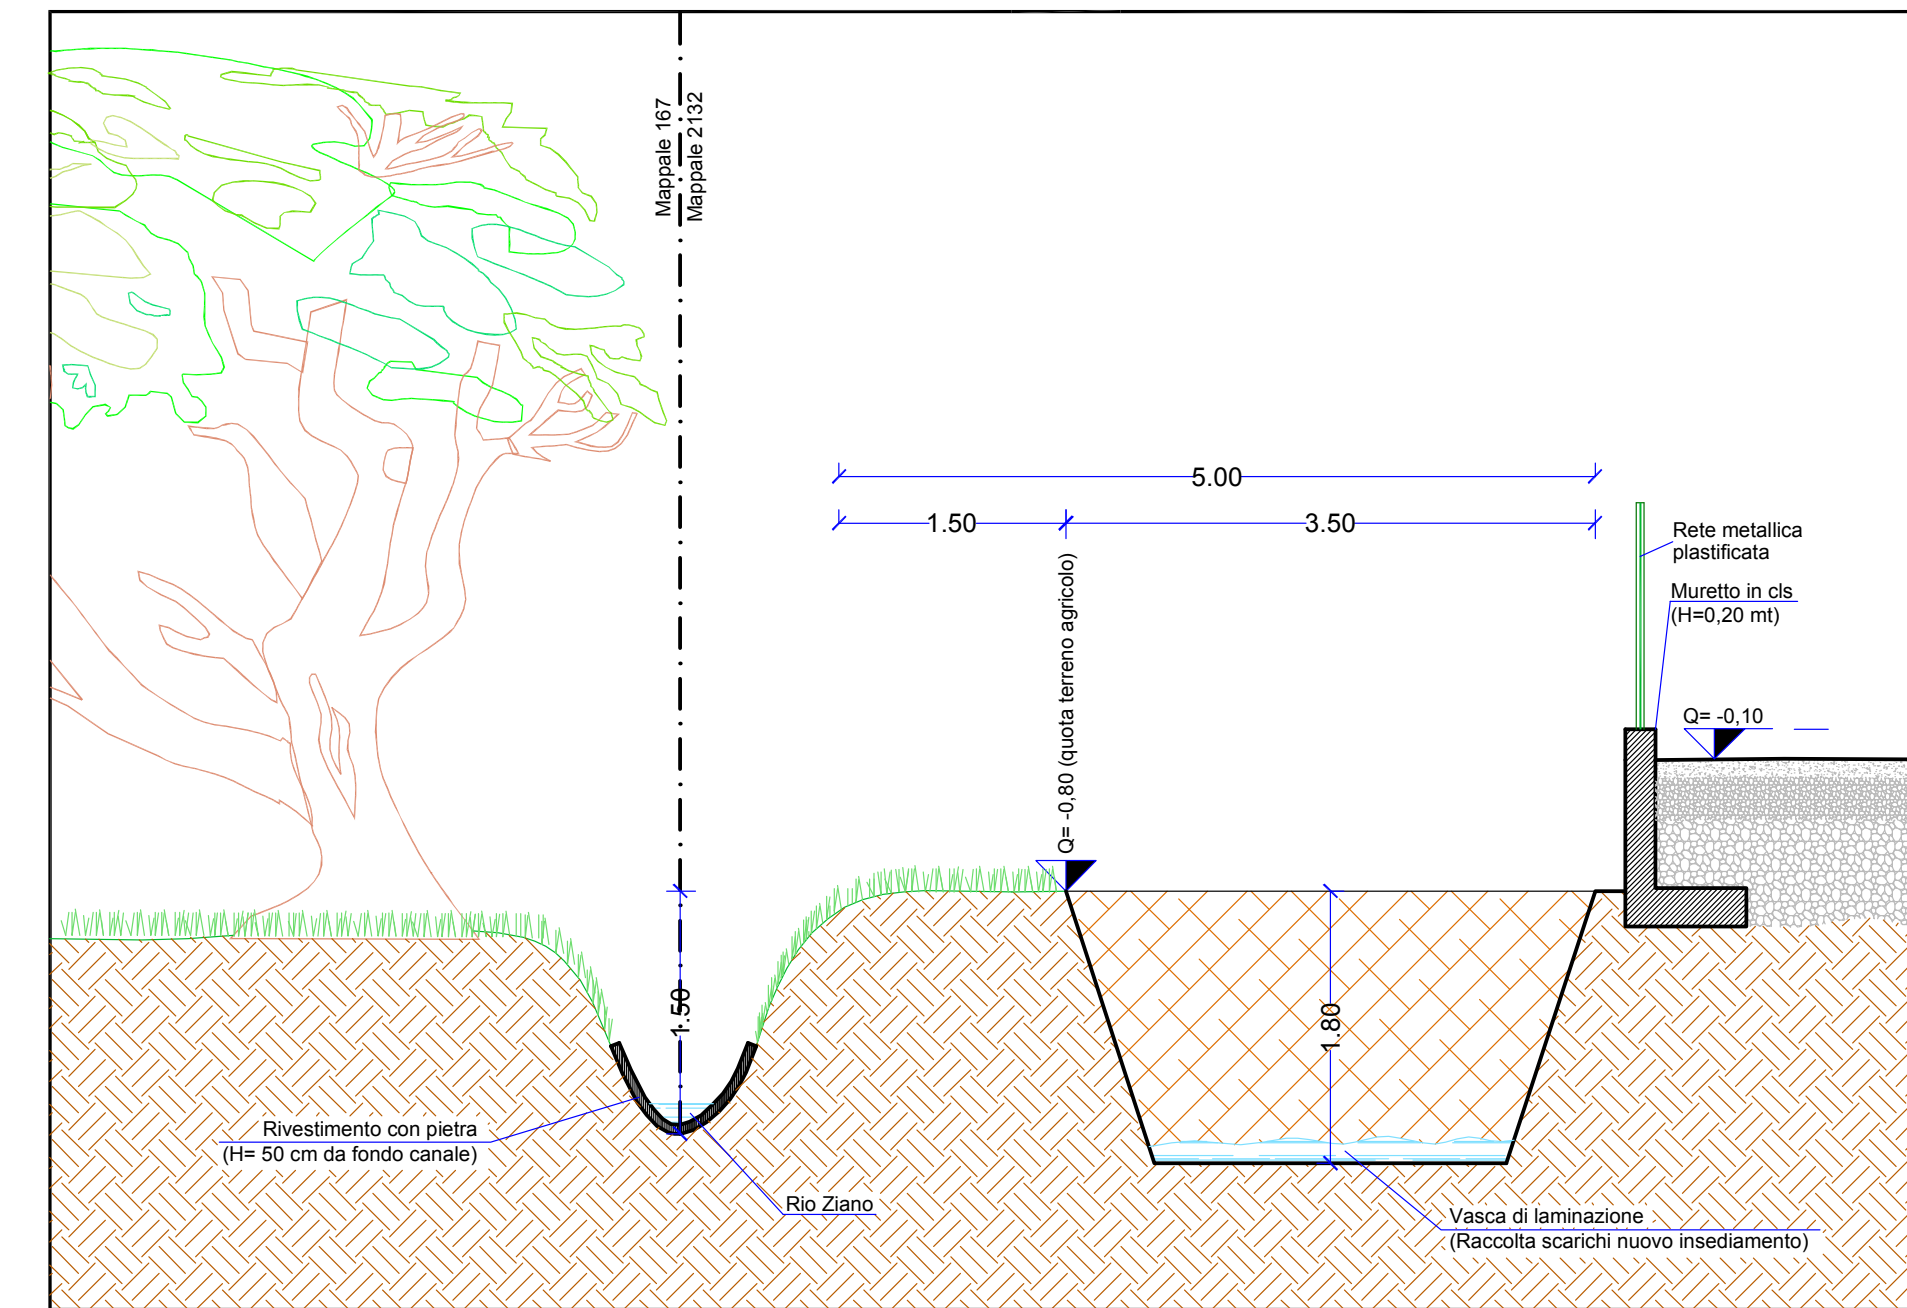 Mappale 167
Mappale 2132
5.00
1.50
3.50
Rete metallica
plastificata
Muretto in cls
(H=0,20 mt)
Q= -0,10
Q= -0,80 (quota terreno agricolo)
1.50
1.80
Rivestimento con pietra
(H= 50 cm da fondo canale)
Rio Ziano
Vasca di laminazione
(Raccolta scarichi nuovo insediamento)